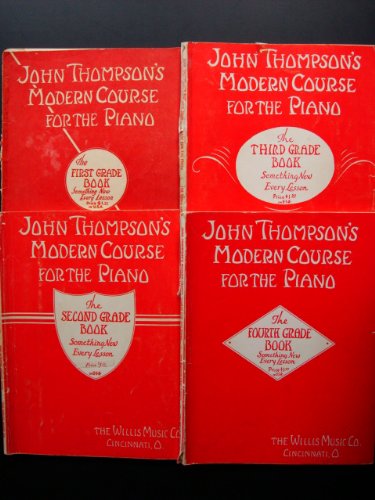 JOHN THOMPSON'S
MODERN COURSE
FOR THE PIANO
The
FIRST GRADE
BOOK
Something New
Every Lesson
JOHN THOMPSON'S
MODERN COURSE
FOR THE PIANO
The
THIRD GRADE
BOOK
Something New
Every Lesson
JOHN THOMPSON'S
MODERN COURSE
FOR THE PIANO
The
SECOND GRADE
BOOK
Something New
Every Lesson
THE WILLIS MUSIC CO.
CINCINNATI, O.
JOHN THOMPSON'S
MODERN COURSE
FOR THE PIANO
The
FOURTH GRADE
BOOK
Something New
Every Lesson
THE WILLIS MUSIC CO.
CINCINNATI, O.